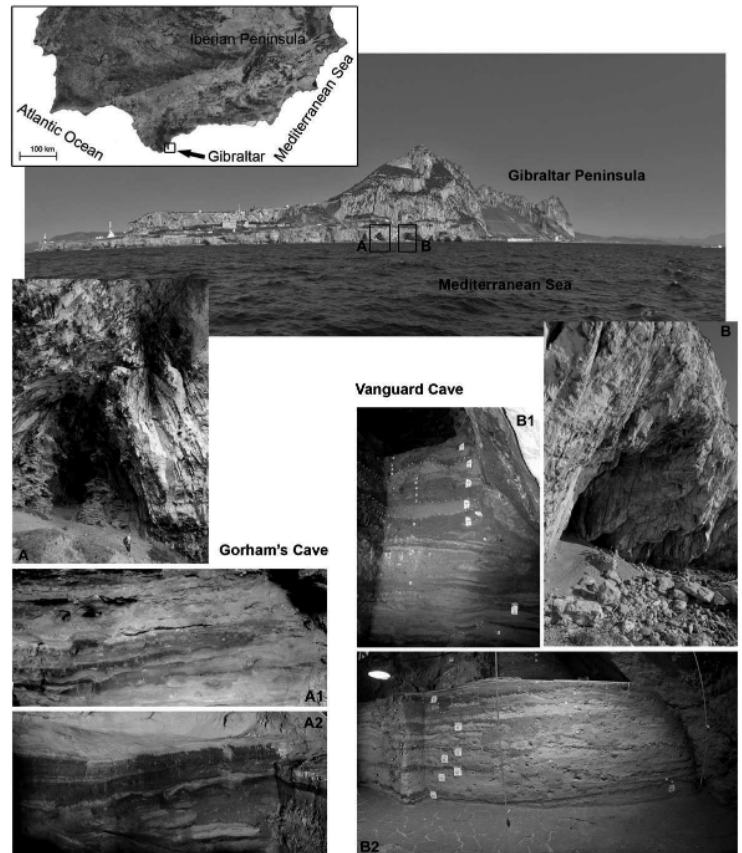 Iberian Peninsula
Atlantic Ocean
Mediterranean Sea
100 km
Gibraltar
Gibraltar Peninsula
A
B
Mediterranean Sea
B
Vanguard Cave
B1
A
Gorham's Cave
A1
A2
B2